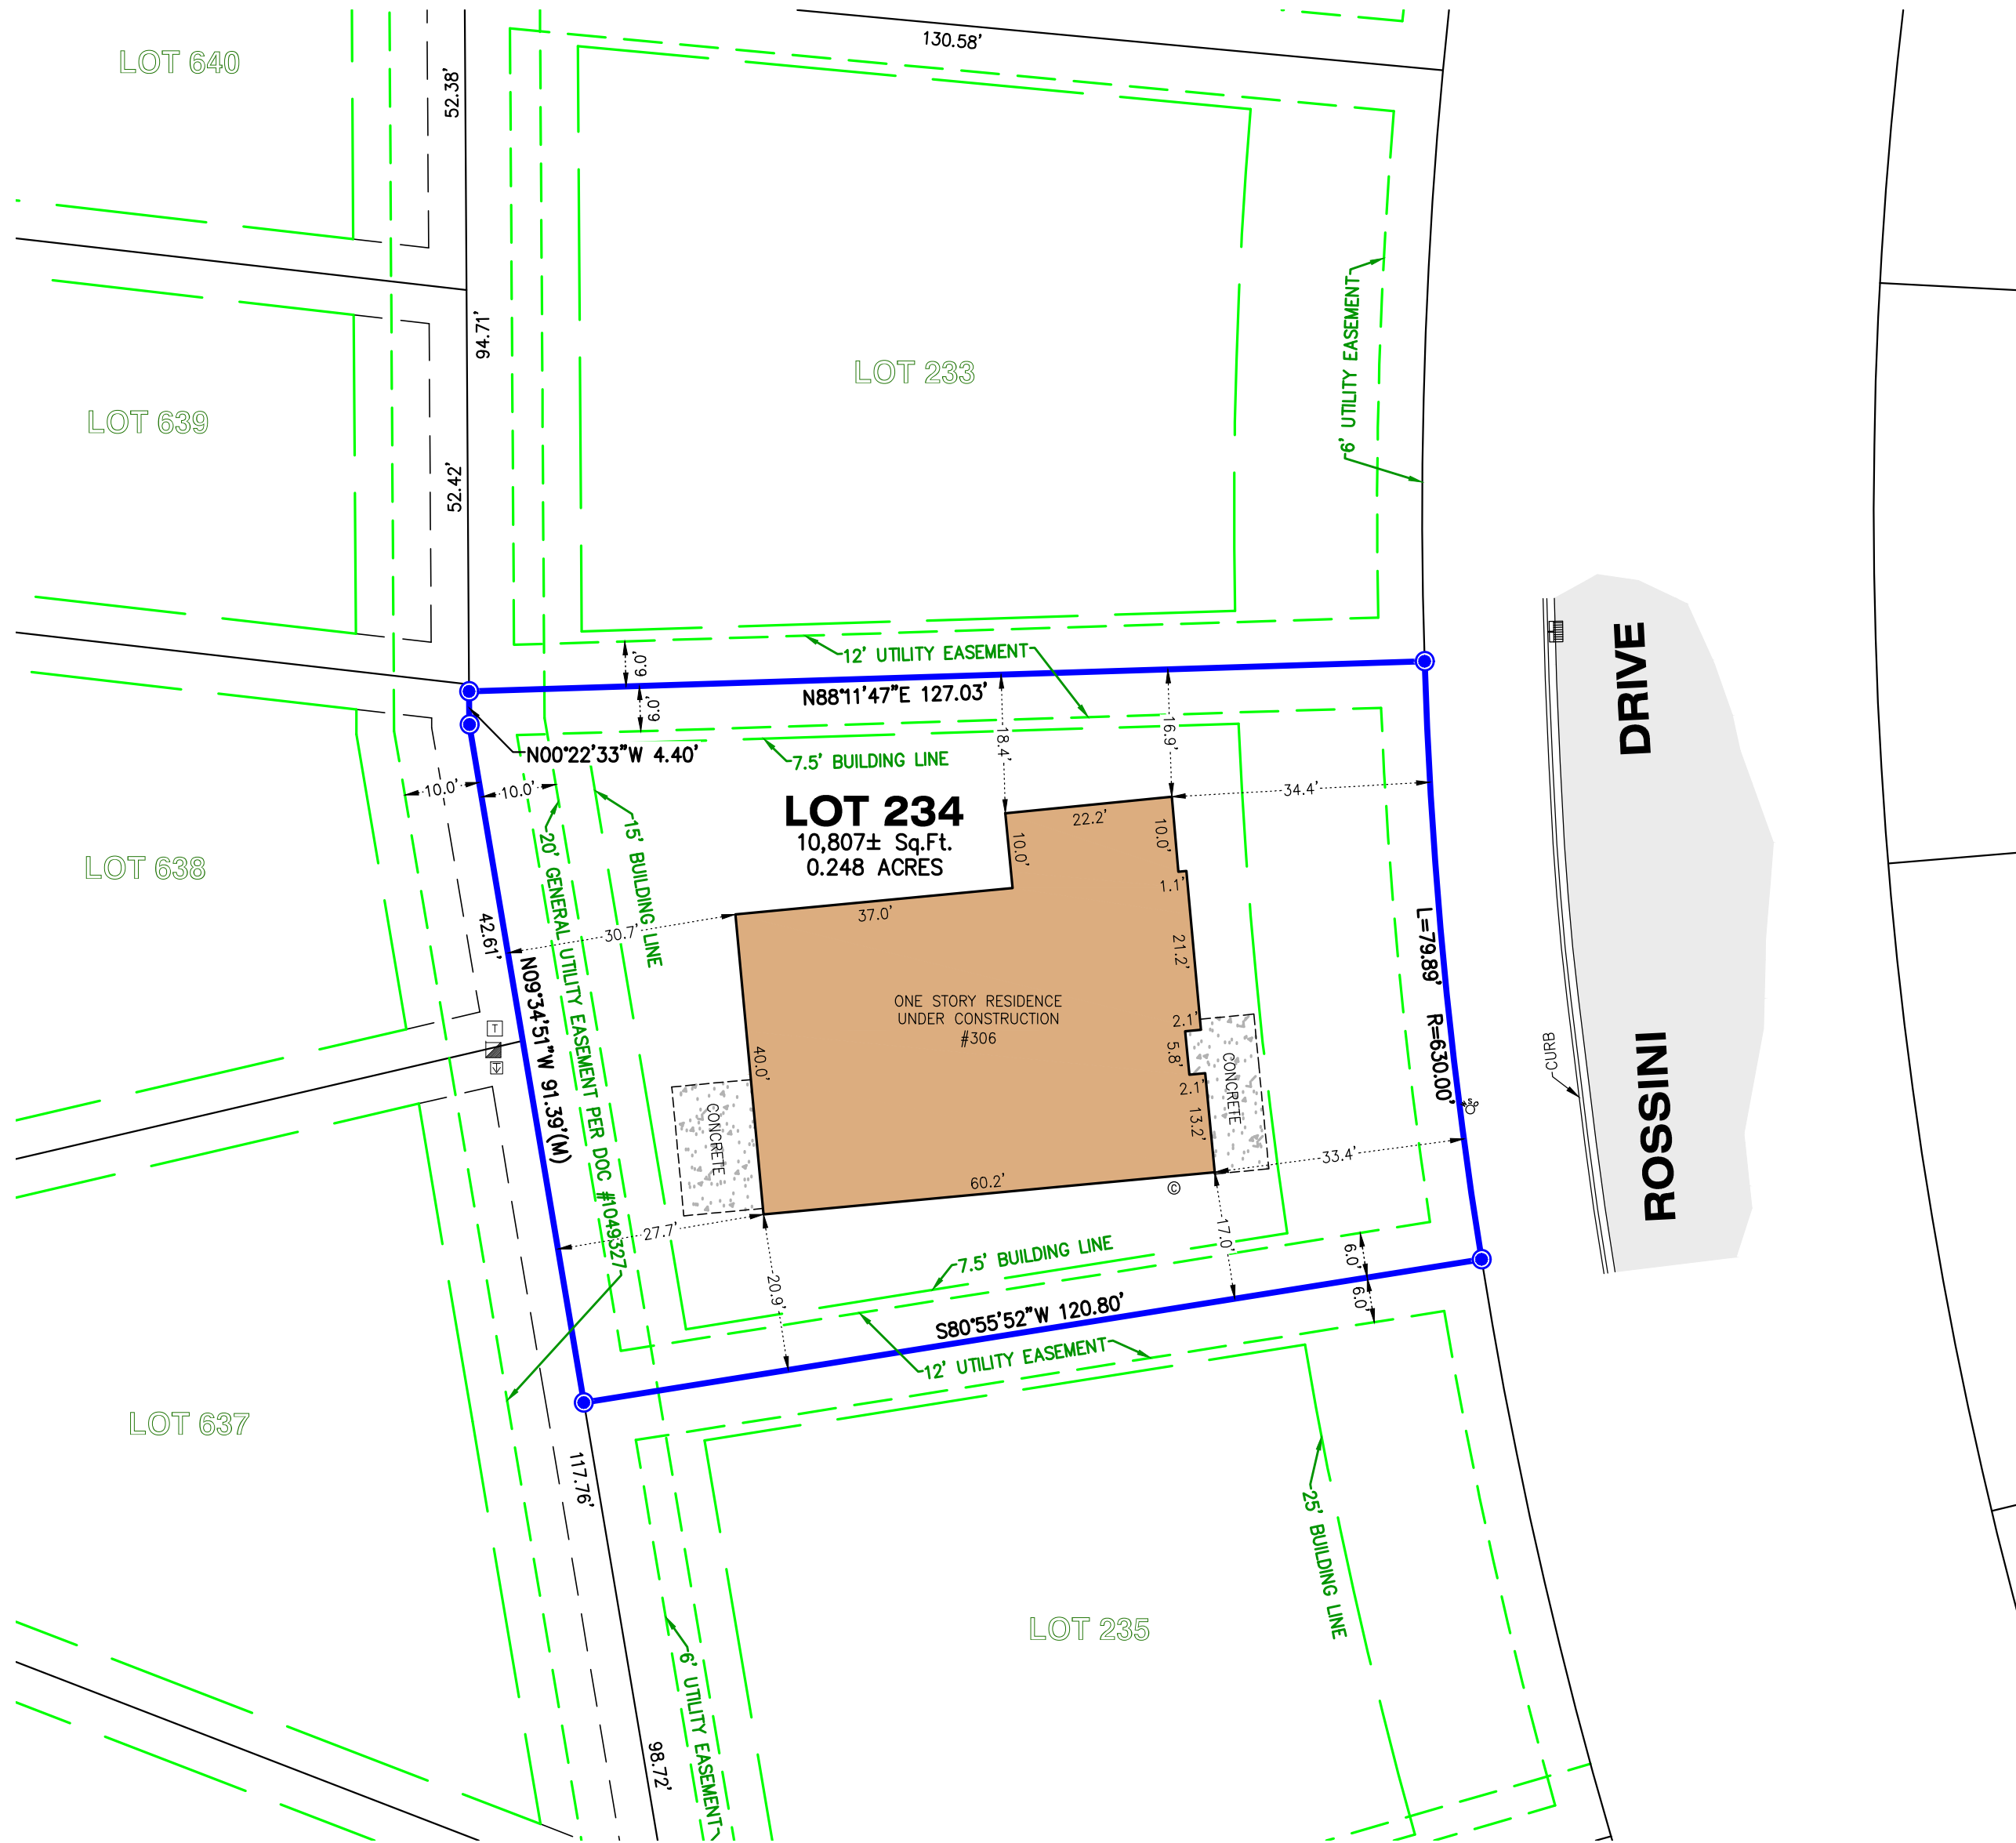 LOT 640
52.38'
130.58'
94.71'
LOT 233
6' UTILITY EASEMENT
LOT 639
52.42'
12' UTILITY EASEMENT
6.0'
6.0'
N88°11'47"E 127.03'
N00°22'33"W 4.40'
7.5' BUILDING LINE
18.4'
16.9'
10.0'
10.0'
34.4'
LOT 234
10,807± Sq.Ft.
0.248 ACRES
22.2'
10.0'
10.0'
1.1'
15' BUILDING LINE
20' GENERAL UTILITY EASEMENT PER DOC #1049327
LOT 638
42.61'
30.7'
37.0'
21.2'
N09°34'51"W 91.39'(M)
ONE STORY RESIDENCE
UNDER CONSTRUCTION
#306
2.1'
5.8'
2.1'
13.2'
40.0'
CONCRETE
CONCRETE
L=79.89' R=630.00'
T
CURB
ROSSINI DRIVE
33.4'
60.2'
C
27.7'
17.0'
20.9'
7.5' BUILDING LINE
6.0'
6.0'
S80°55'52"W 120.80'
12' UTILITY EASEMENT
LOT 637
117.76'
25' BUILDING LINE
LOT 235
6' UTILITY EASEMENT
98.72'